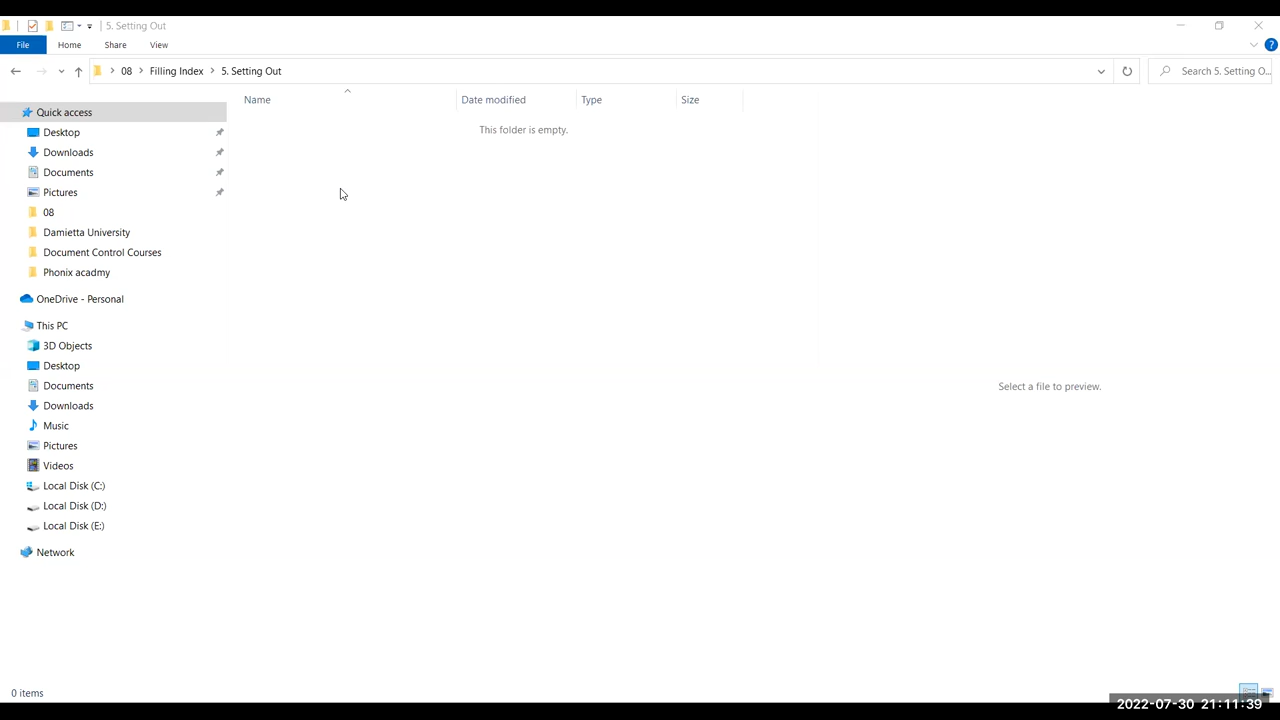 5. Setting Out
File Home Share View
08 Filling Index 5. Setting Out
Search 5. Setting O...
Name Date modified Type Size
This folder is empty.
Quick access
Desktop
Downloads
Documents
Pictures
08
Damietta University
Document Control Courses
Phonix acadmy
OneDrive - Personal
This PC
3D Objects
Desktop
Documents
Downloads
Music
Pictures
Videos
Local Disk (C:)
Local Disk (D:)
Local Disk (E:)
Network
Select a file to preview.
0 items
2022-07-30 21:11:39